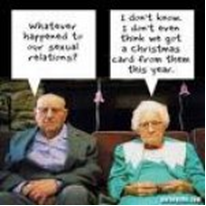 Whatever
happened to
our sexual
relations?
I don't know.
I don't even
think we got
a Christmas
card from them
this year.